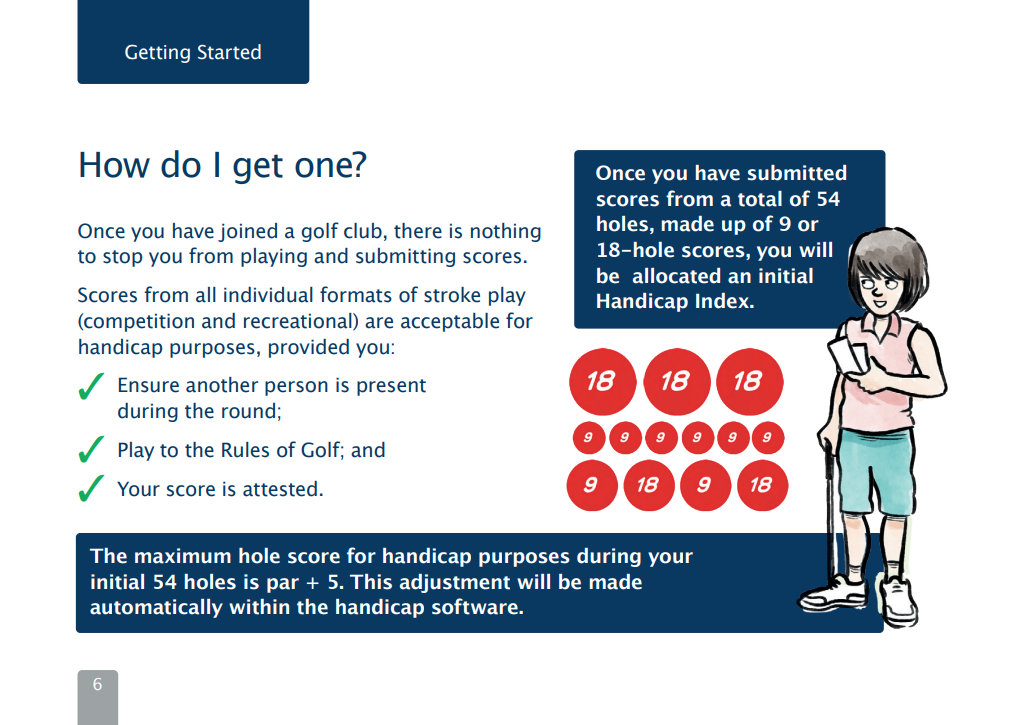 Getting Started
How do I get one?
Once you have joined a golf club, there is nothing
to stop you from playing and submitting scores.
Scores from all individual formats of stroke play
(competition and recreational) are acceptable for
handicap purposes, provided you:
Ensure another person is present
during the round;
Play to the Rules of Golf; and
Your score is attested.
Once you have submitted
scores from a total of 54
holes, made up of 9 or
18-hole scores, you will
be allocated an initial
Handicap Index.
18 18 18
9 9 9 9 9 9
9 18 9 18
The maximum hole score for handicap purposes during your
initial 54 holes is par + 5. This adjustment will be made
automatically within the handicap software.
6